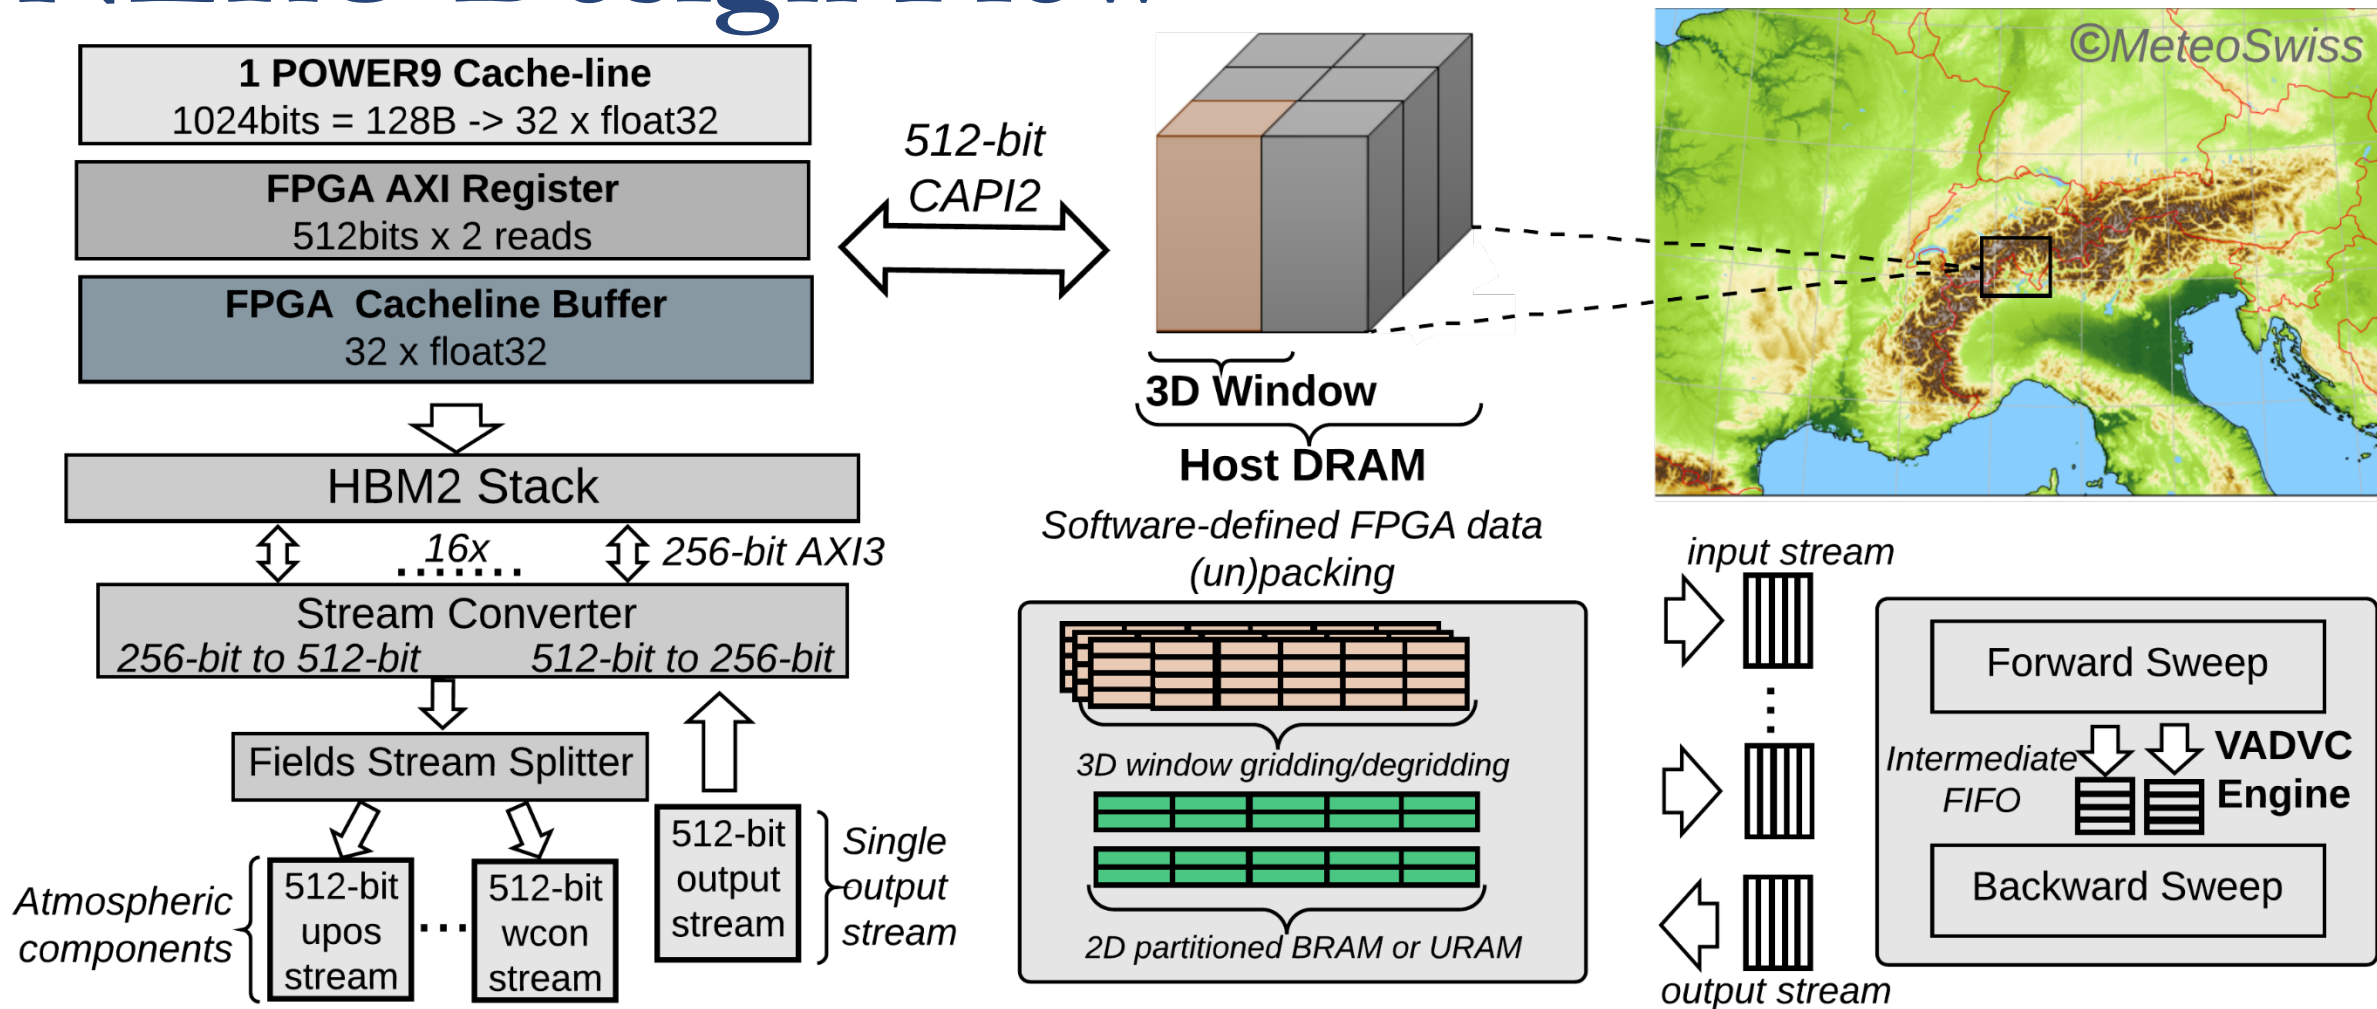 Design Flow
1 POWER9 Cache-line
1024bits = 128B -> 32 x float32
FPGA AXI Register
512bits x 2 reads
FPGA Cacheline Buffer
32 x float32
HBM2 Stack
16x
256-bit AXI3
Stream Converter
256-bit to 512-bit
512-bit to 256-bit
Fields Stream Splitter
Atmospheric
components
512-bit
upos
stream
...
512-bit
wcon
stream
512-bit
output
stream
Single
output
stream
512-bit
CAPI2
3D Window
Host DRAM
Software-defined FPGA data
(un)packing
3D window gridding/degridding
2D partitioned BRAM or URAM
©MeteoSwiss
input stream
output stream
Forward Sweep
Intermediate
FIFO
VADVC
Engine
Backward Sweep